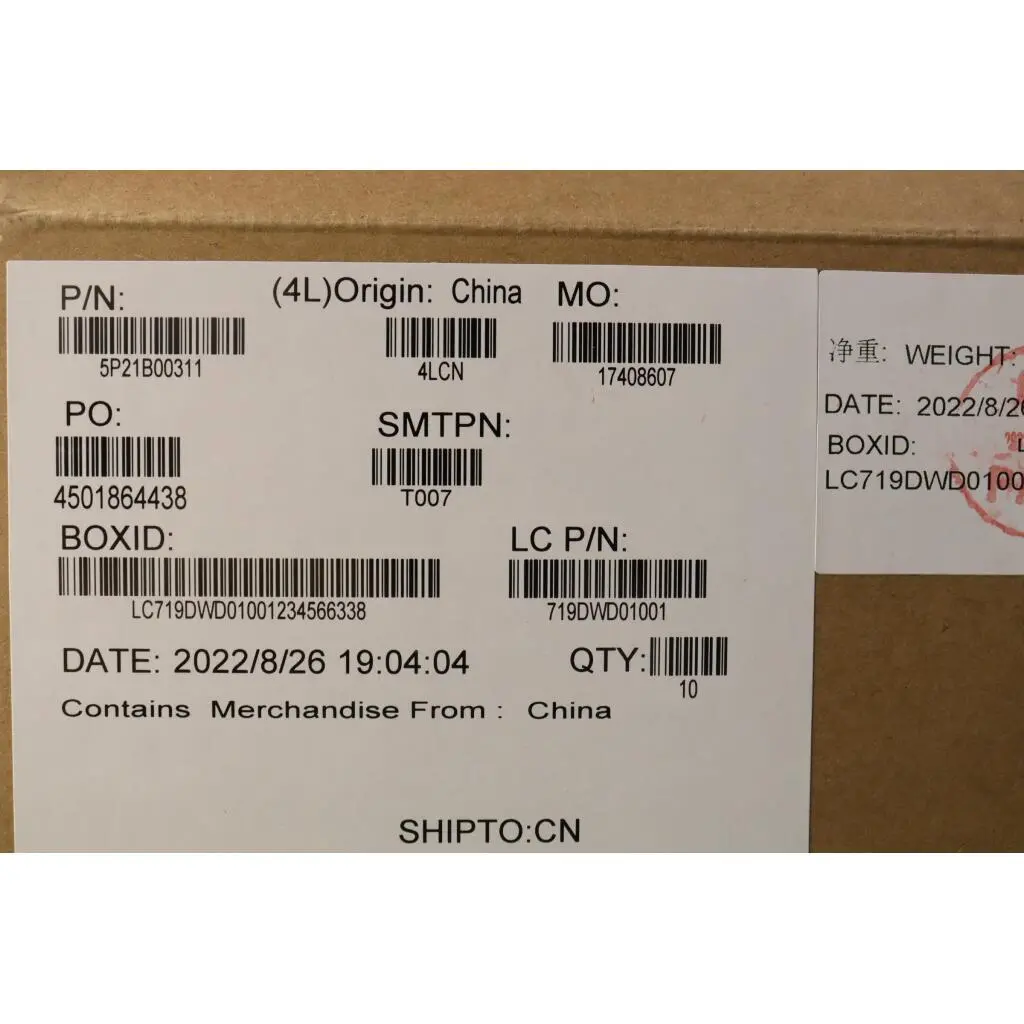 P/N: (4L)Origin: China MO:
5P21B00311 4LCN 17408607
PO: SMTPN:
4501864438 T007
BOXID: LC P/N:
LC719DWD01001234566338 719DWD01001
DATE: 2022/8/26 19:04:04 QTY:
10
Contains Merchandise From : China
SHIPTO:CN
净重: WEIGHT:
DATE: 2022/8/26
BOXID:
LC719DWD0100